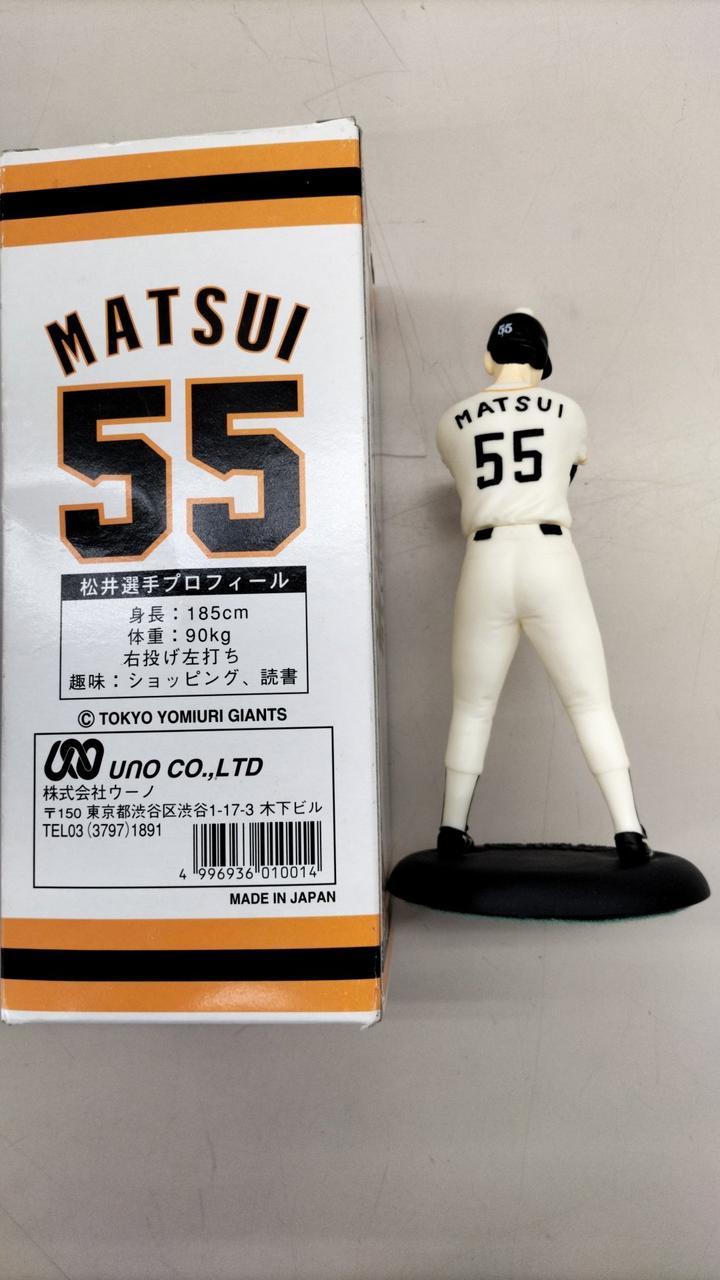 MATSUI
55
松井選手プロフィール
身長：185cm
体重：90kg
右投げ左打ち
趣味：ショッピング、読書
© TOKYO YOMIURI GIANTS
UNO CO.,LTD
株式会社ウーノ
〒150 東京都渋谷区渋谷1-17-3 木下ビル
TEL03(3797)1891
4 996936 010014
MADE IN JAPAN
55
MATSUI
55